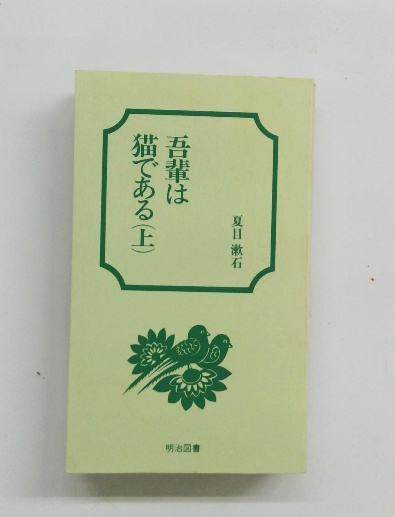 吾輩は
猫である(上)
夏目漱石
明治図書